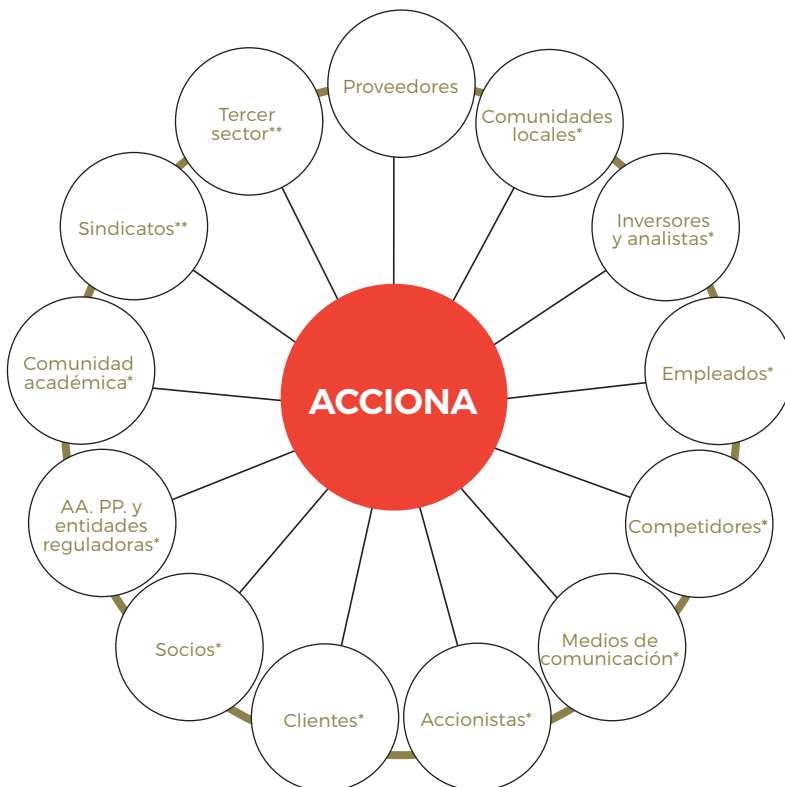 Proveedores
Comunidades
locales*
Inversores
y analistas*
Empleados*
Competidores*
Medios de
comunicación*
Accionistas*
Clientes*
Socios*
AA. PP. y
entidades
reguladoras*
Comunidad
académica*
Sindicatos**
Tercer
sector**
ACCIONA